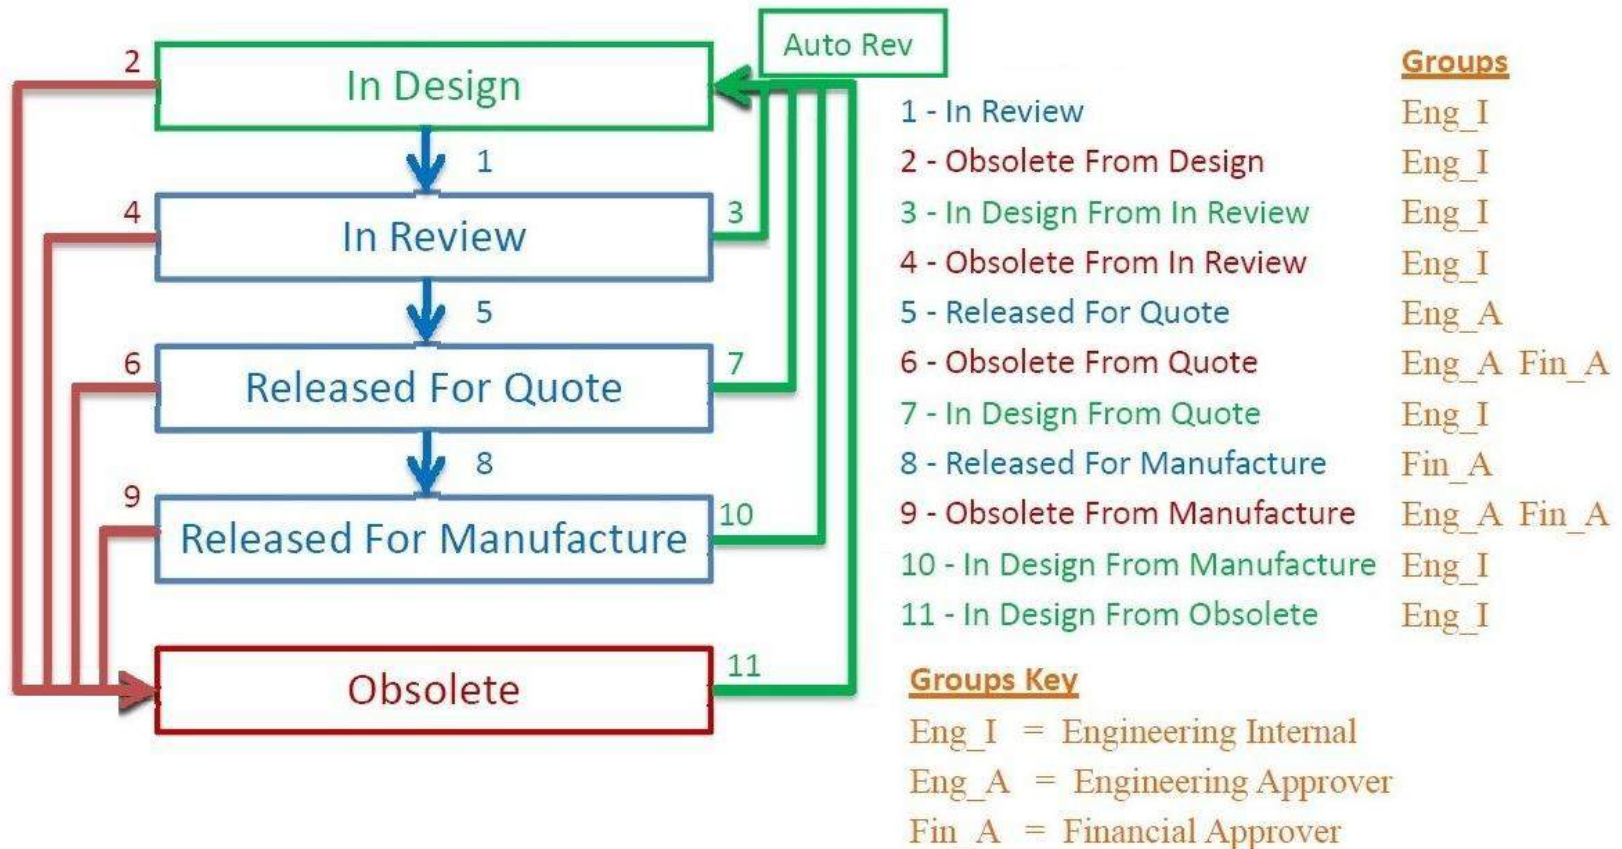 Auto Rev
2
In Design
1
4
In Review
3
5
6
Released For Quote
7
8
9
Released For Manufacture
10
Obsolete
11
Groups
1 - In Review Eng_I
2 - Obsolete From Design Eng_I
3 - In Design From In Review Eng_I
4 - Obsolete From In Review Eng_I
5 - Released For Quote Eng_A
6 - Obsolete From Quote Eng_A Fin_A
7 - In Design From Quote Eng_I
8 - Released For Manufacture Fin_A
9 - Obsolete From Manufacture Eng_A Fin_A
10 - In Design From Manufacture Eng_I
11 - In Design From Obsolete Eng_I
Groups Key
Eng_I = Engineering Internal
Eng_A = Engineering Approver
Fin_A = Financial Approver